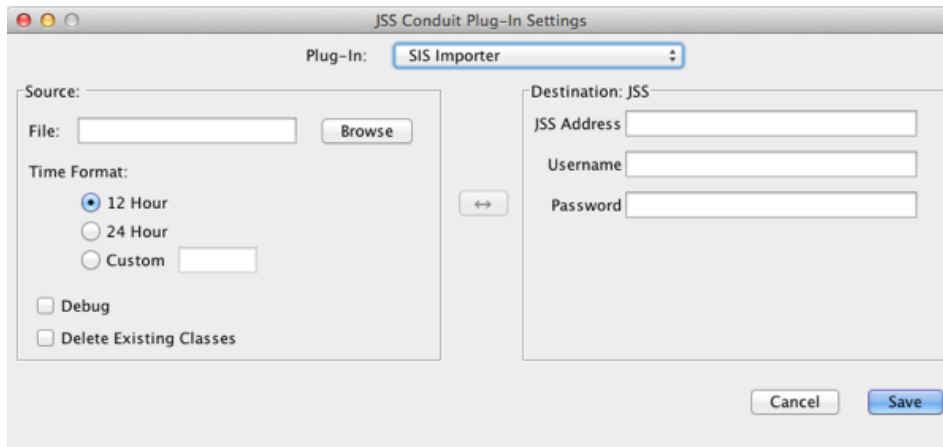 JSS Conduit Plug-In Settings
Plug-In: SIS Importer
Source:
File: Browse
Time Format:
12 Hour
24 Hour
Custom
Debug
Delete Existing Classes
Destination: JSS
JSS Address
Username
Password
Cancel Save